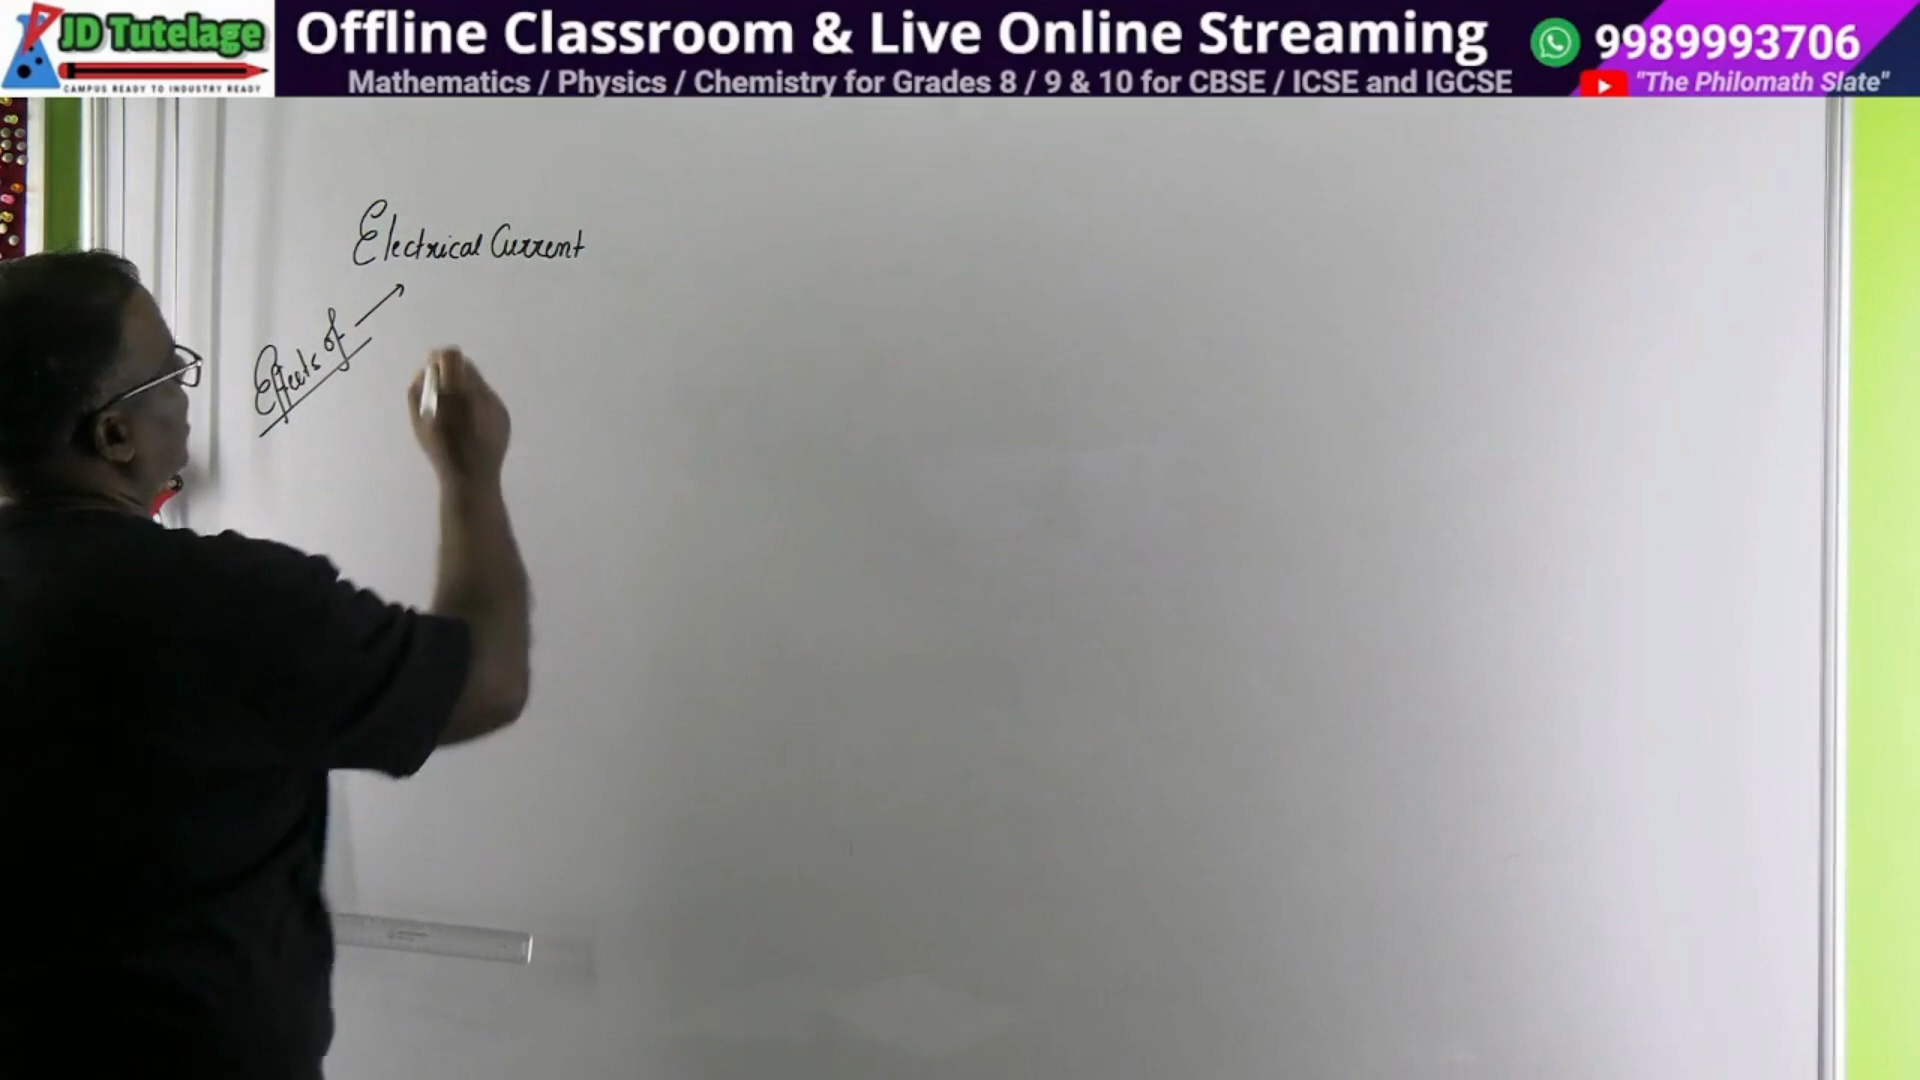 JD Tutelage
CAMPUS READY TO INDUSTRY READY
Offline Classroom & Live Online Streaming
Mathematics / Physics / Chemistry for Grades 8 / 9 & 10 for CBSE / ICSE and IGCSE
9989993706
"The Philomath Slate"
Electrical Current
Effects of